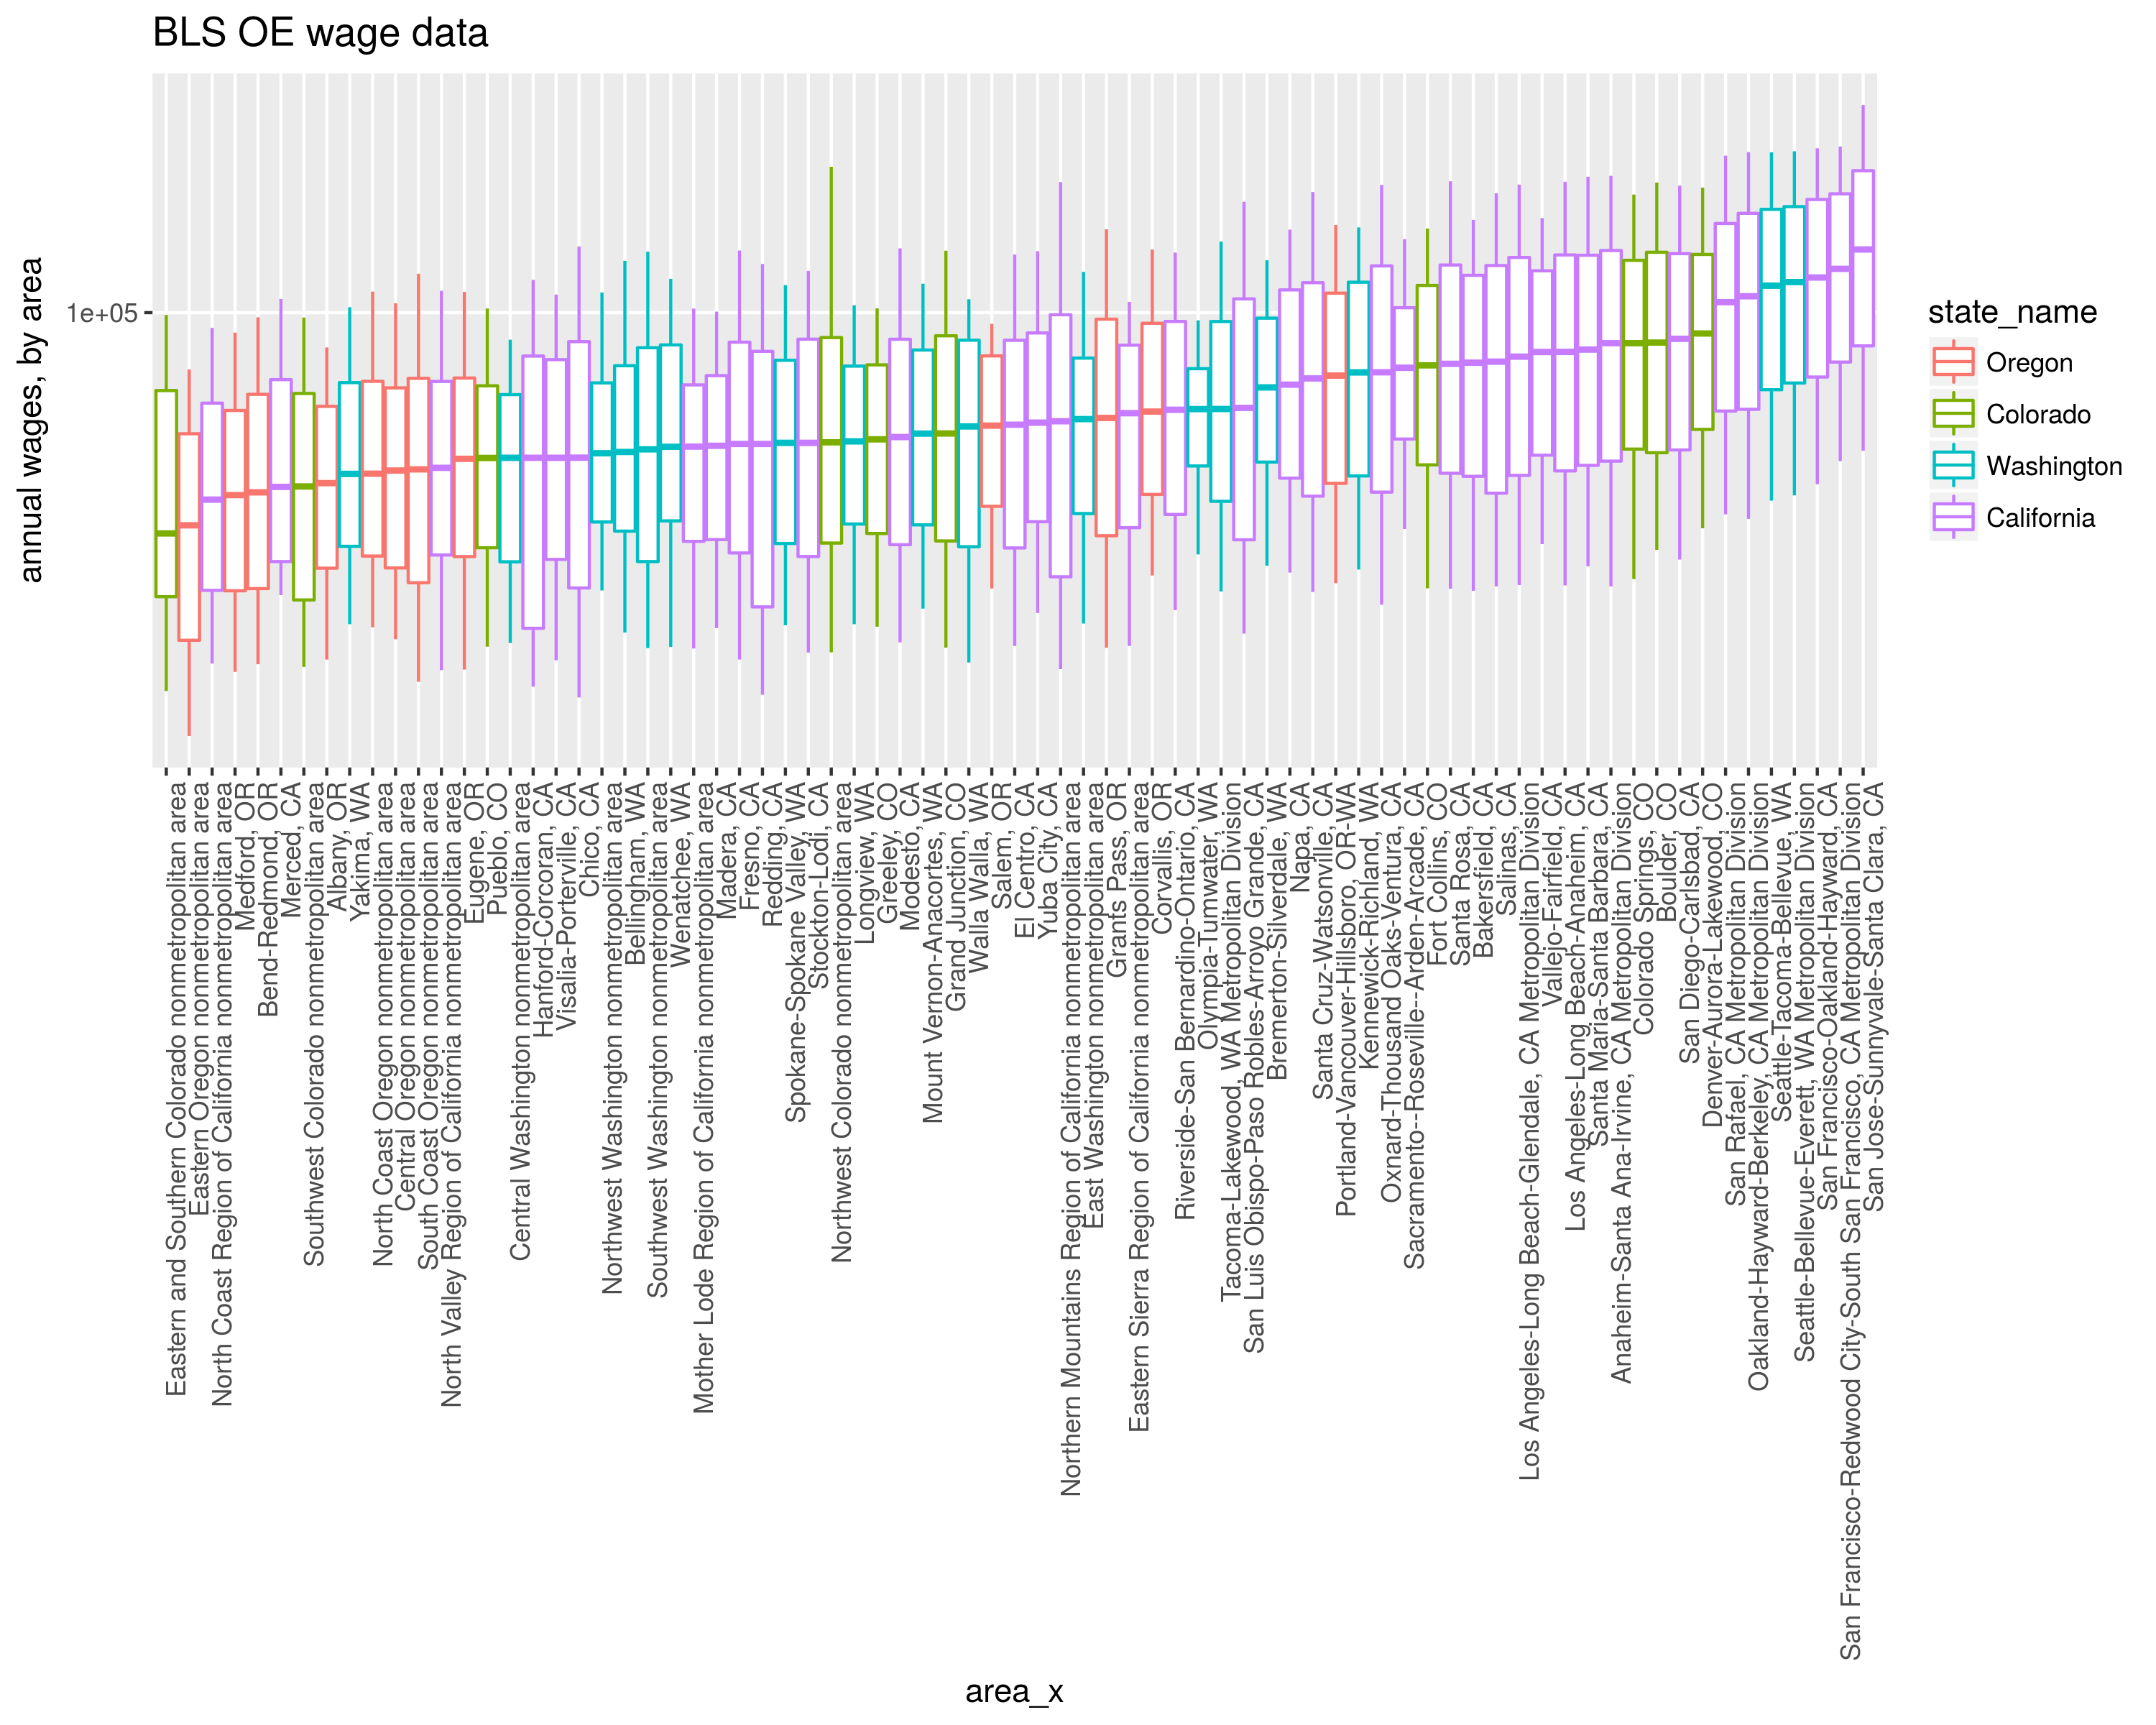 BLS OE wage data
annual wages, by area
1e+05
Eastern and Southern Colorado nonmetropolitan area
Eastern Oregon nonmetropolitan area
North Coast Region of California nonmetropolitan area
Medford, OR
Bend-Redmond, OR
Merced, CA
Southwest Colorado nonmetropolitan area
Albany, OR
Yakima, WA
North Coast Oregon nonmetropolitan area
Central Oregon nonmetropolitan area
South Coast Oregon nonmetropolitan area
North Valley Region of California nonmetropolitan area
Eugene, OR
Pueblo, CO
Central Washington nonmetropolitan area
Hanford-Corcoran, CA
Visalia-Porterville, CA
Chico, CA
Northwest Washington nonmetropolitan area
Bellingham, WA
Southwest Washington nonmetropolitan area
Wenatchee, WA
Mother Lode Region of California nonmetropolitan area
Madera, CA
Fresno, CA
Redding, CA
Spokane-Spokane Valley, WA
Stockton-Lodi, CA
Northwest Colorado nonmetropolitan area
Longview, WA
Greeley, CO
Modesto, CA
Mount Vernon-Anacortes, WA
Grand Junction, CO
Walla Walla, WA
Salem, OR
El Centro, CA
Yuba City, CA
Northern Mountains Region of California nonmetropolitan area
East Washington nonmetropolitan area
Grants Pass, OR
Eastern Sierra Region of California nonmetropolitan area
Corvallis, OR
Riverside-San Bernardino-Ontario, CA
Olympia-Tumwater, WA
Tacoma-Lakewood, WA Metropolitan Division
San Luis Obispo-Paso Robles-Arroyo Grande, CA
Bremerton-Silverdale, WA
Napa, CA
Santa Cruz-Watsonville, CA
Portland-Vancouver-Hillsboro, OR-WA
Kennewick-Richland, WA
Oxnard-Thousand Oaks-Ventura, CA
Sacramento--Roseville--Arden-Arcade, CA
Fort Collins, CO
Santa Rosa, CA
Bakersfield, CA
Salinas, CA
Los Angeles-Long Beach-Glendale, CA Metropolitan Division
Vallejo-Fairfield, CA
Los Angeles-Long Beach-Anaheim, CA
Santa Maria-Santa Barbara, CA
Anaheim-Santa Ana-Irvine, CA Metropolitan Division
Colorado Springs, CO
Boulder, CO
San Diego-Carlsbad, CA
Denver-Aurora-Lakewood, CO
San Rafael, CA Metropolitan Division
Oakland-Hayward-Berkeley, CA Metropolitan Division
Seattle-Tacoma-Bellevue, WA
Seattle-Bellevue-Everett, WA Metropolitan Division
San Francisco-Oakland-Hayward, CA
San Francisco-Redwood City-South San Francisco, CA Metropolitan Division
San Jose-Sunnyvale-Santa Clara, CA
area_x
state_name
Oregon
Colorado
Washington
California